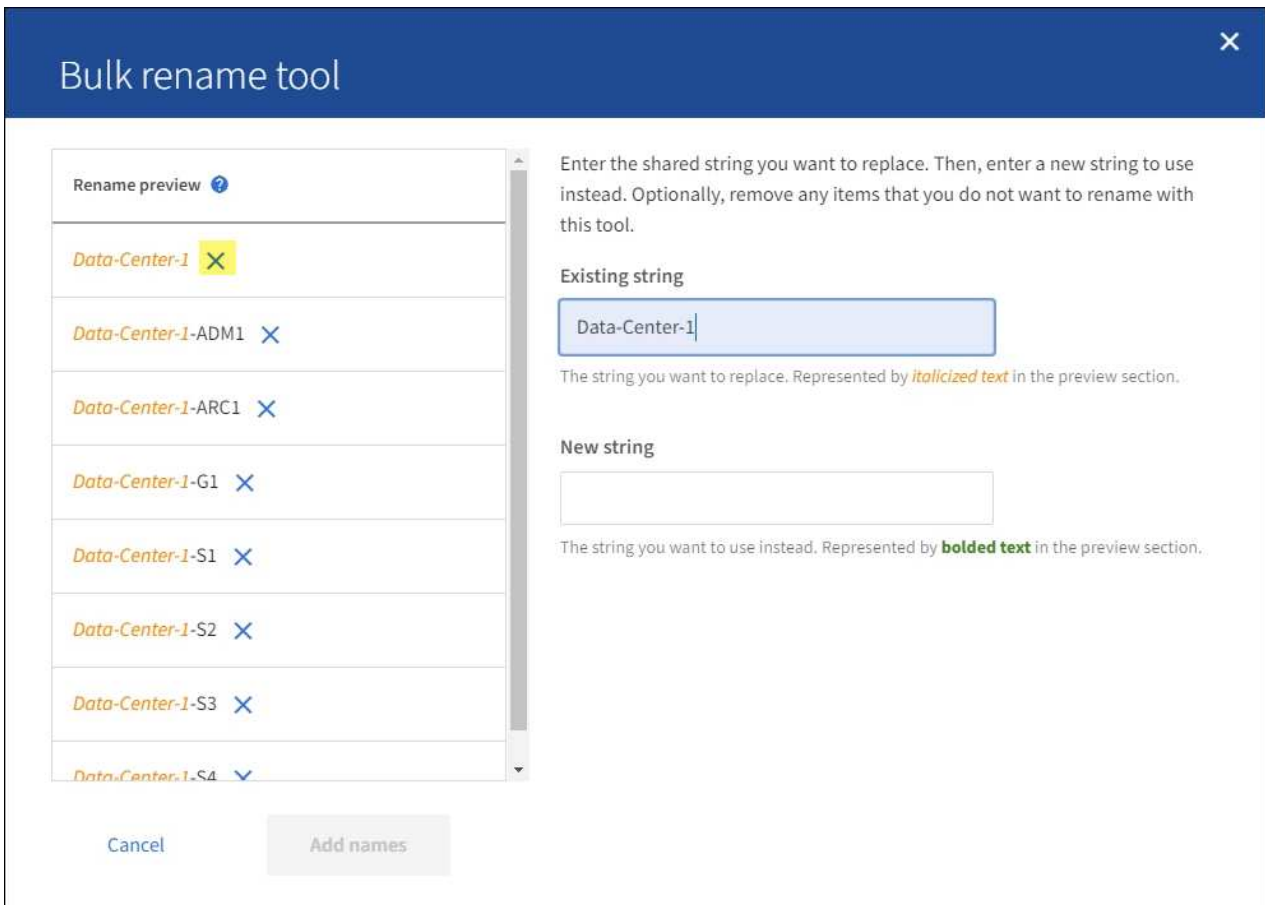 Bulk rename tool
Rename preview
Data-Center-1
Data-Center-1-ADM1
Data-Center-1-ARC1
Data-Center-1-G1
Data-Center-1-S1
Data-Center-1-S2
Data-Center-1-S3
Data-Center-1-S4
Cancel
Add names
Enter the shared string you want to replace. Then, enter a new string to use
instead. Optionally, remove any items that you do not want to rename with
this tool.
Existing string
Data-Center-1
The string you want to replace. Represented by italicized text in the preview section.
New string
The string you want to use instead. Represented by bolded text in the preview section.